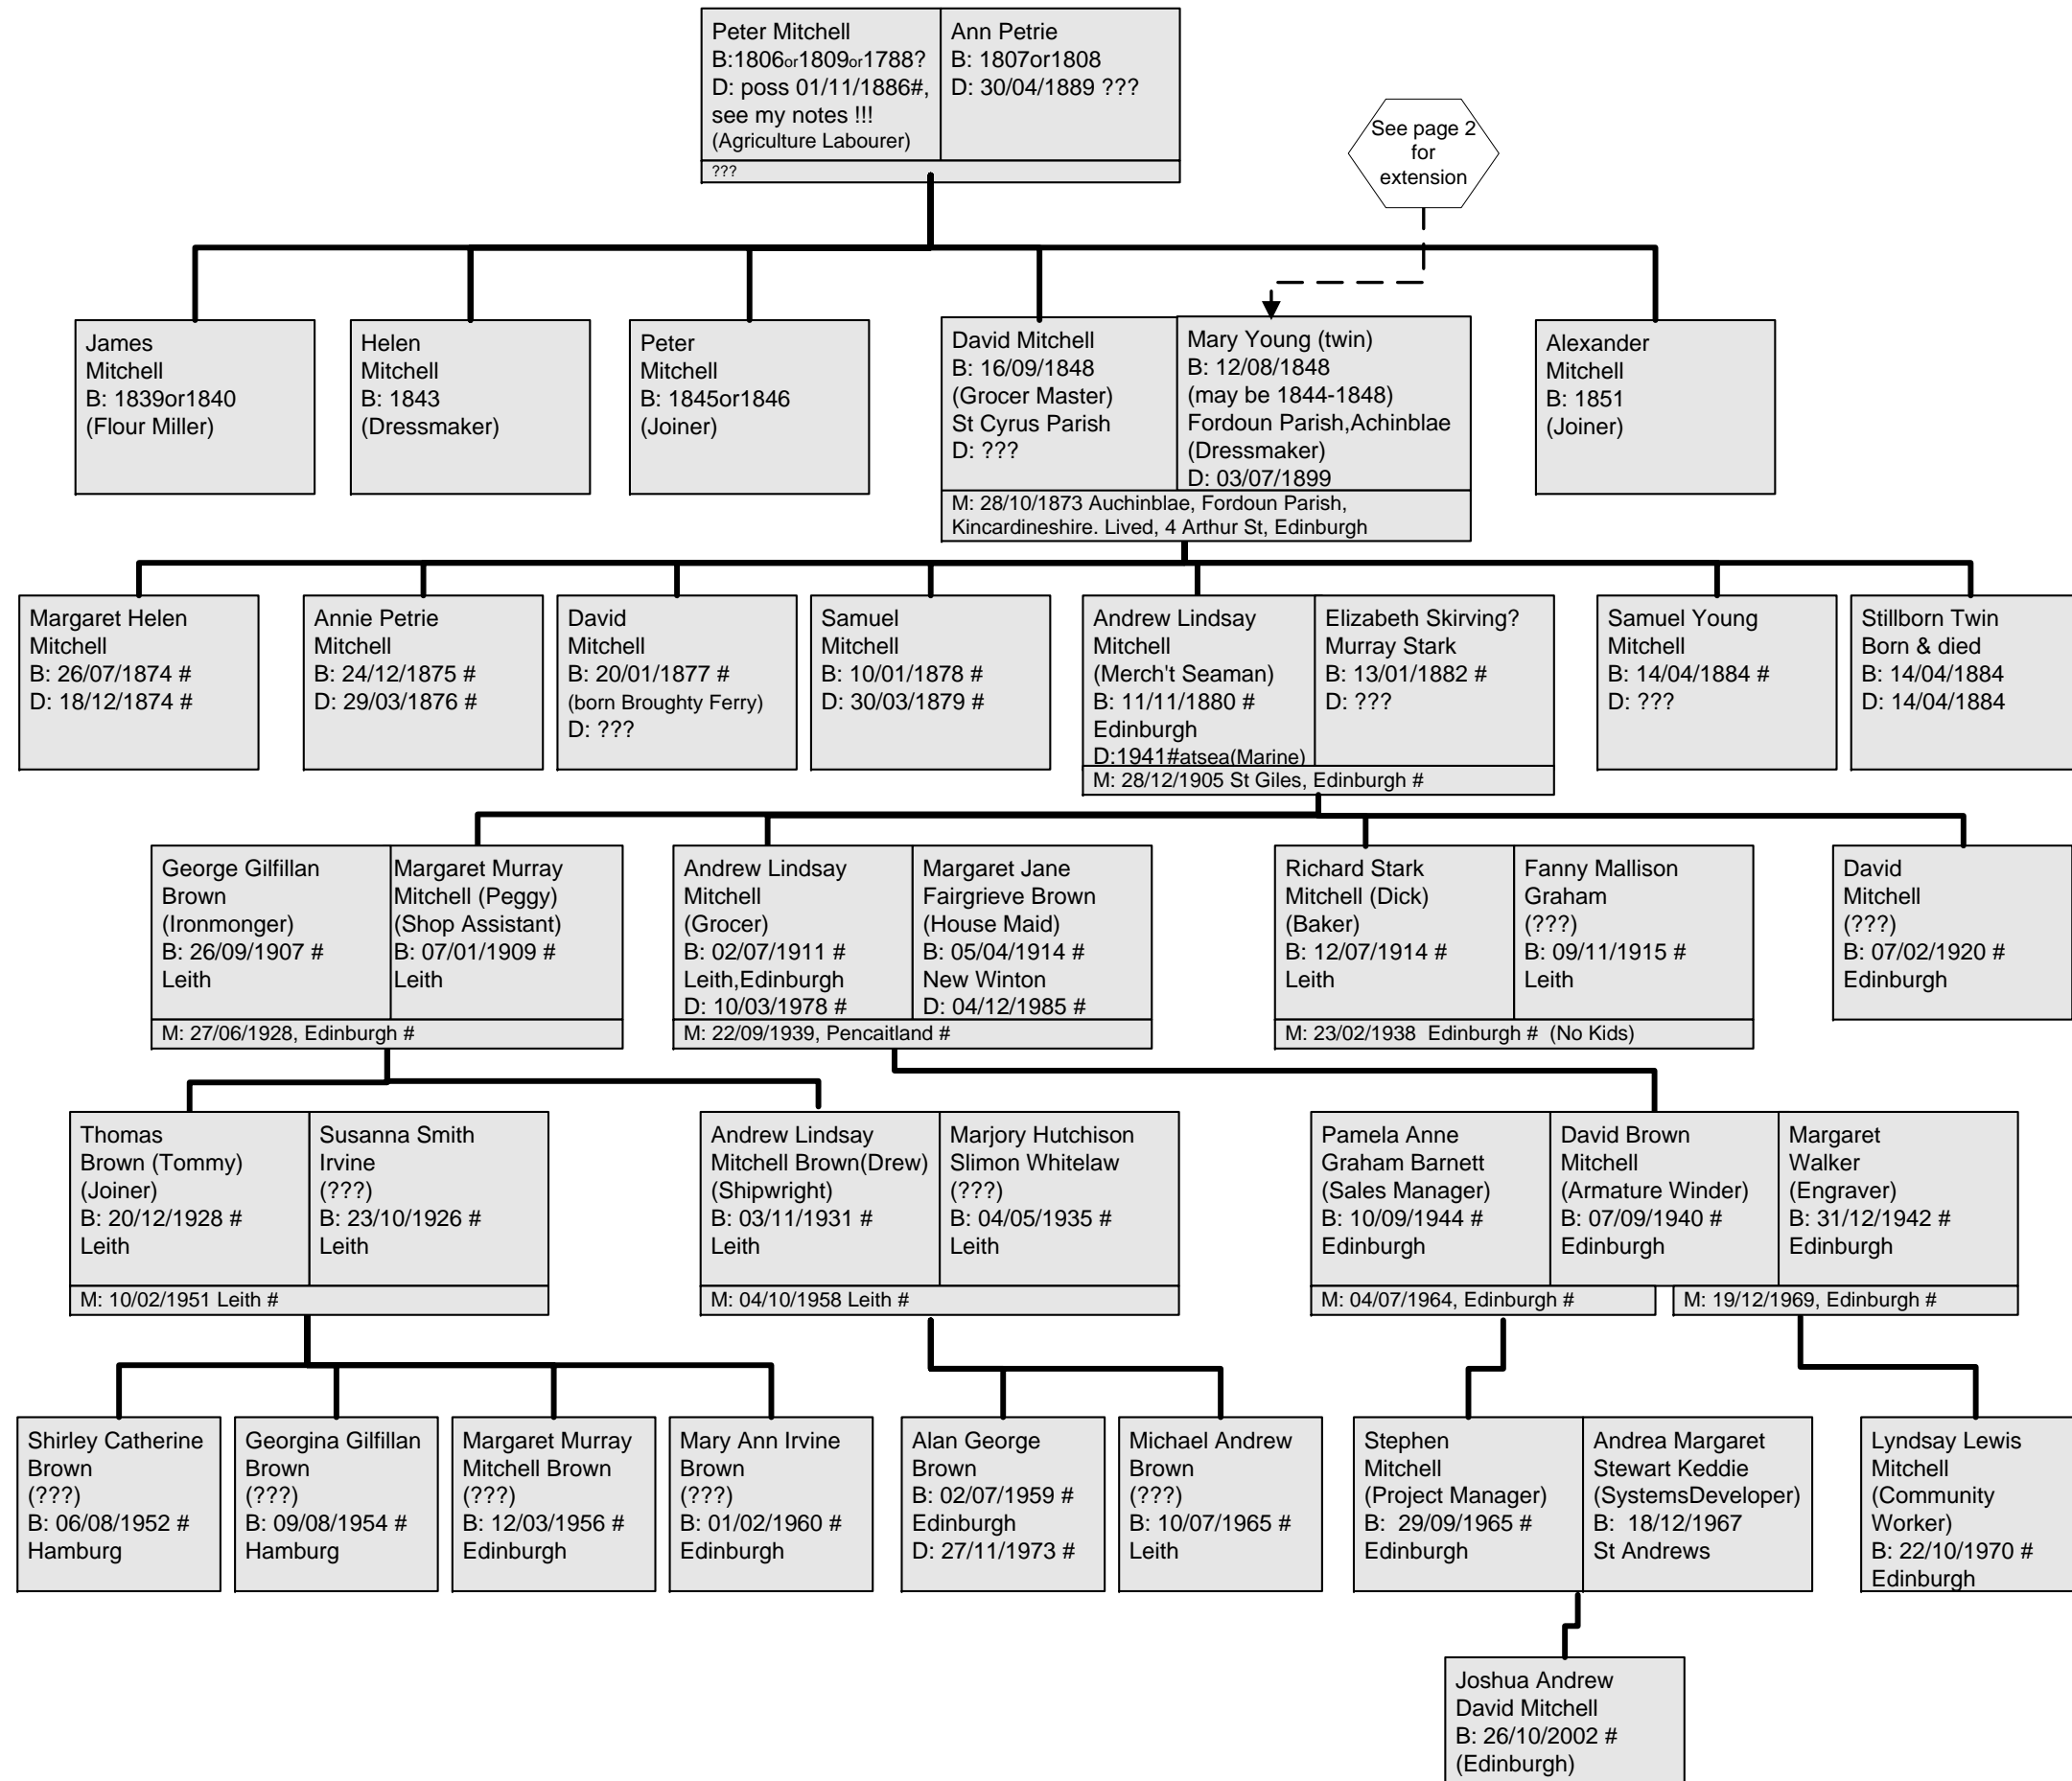 Peter Mitchell
B:1806or1809or1788?
D: poss 01/11/1886#,
see my notes !!!
(Agriculture Labourer)
Ann Petrie
B: 1807or1808
D: 30/04/1889 ???
???
See page 2
for
extension
James
Mitchell
B: 1839or1840
(Flour Miller)
Helen
Mitchell
B: 1843
(Dressmaker)
Peter
Mitchell
B: 1845or1846
(Joiner)
David Mitchell
B: 16/09/1848
(Grocer Master)
St Cyrus Parish
D: ???
Mary Young (twin)
B: 12/08/1848
(may be 1844-1848)
Fordoun Parish,Achinblae
(Dressmaker)
D: 03/07/1899
M: 28/10/1873 Auchinblae, Fordoun Parish,
Kincardineshire. Lived, 4 Arthur St, Edinburgh
Alexander
Mitchell
B: 1851
(Joiner)
Margaret Helen
Mitchell
B: 26/07/1874 #
D: 18/12/1874 #
Annie Petrie
Mitchell
B: 24/12/1875 #
D: 29/03/1876 #
David
Mitchell
B: 20/01/1877 #
(born Broughty Ferry)
D: ???
Samuel
Mitchell
B: 10/01/1878 #
D: 30/03/1879 #
Andrew Lindsay
Mitchell
(Merch't Seaman)
B: 11/11/1880 #
Edinburgh
D:1941#atsea(Marine)
Elizabeth Skirving?
Murray Stark
B: 13/01/1882 #
D: ???
M: 28/12/1905 St Giles, Edinburgh #
Samuel Young
Mitchell
B: 14/04/1884 #
D: ???
Stillborn Twin
Born & died
B: 14/04/1884
D: 14/04/1884
George Gilfillan
Brown
(Ironmonger)
B: 26/09/1907 #
Leith
Margaret Murray
Mitchell (Peggy)
(Shop Assistant)
B: 07/01/1909 #
Leith
M: 27/06/1928, Edinburgh #
Andrew Lindsay
Mitchell
(Grocer)
B: 02/07/1911 #
Leith,Edinburgh
D: 10/03/1978 #
Margaret Jane
Fairgrieve Brown
(House Maid)
B: 05/04/1914 #
New Winton
D: 04/12/1985 #
M: 22/09/1939, Pencaitland #
Richard Stark
Mitchell (Dick)
(Baker)
B: 12/07/1914 #
Leith
Fanny Mallison
Graham
(???)
B: 09/11/1915 #
Leith
M: 23/02/1938 Edinburgh # (No Kids)
David
Mitchell
(???)
B: 07/02/1920 #
Edinburgh
Thomas
Brown (Tommy)
(Joiner)
B: 20/12/1928 #
Leith
Susanna Smith
Irvine
(???)
B: 23/10/1926 #
Leith
M: 10/02/1951 Leith #
Andrew Lindsay
Mitchell Brown(Drew)
(Shipwright)
B: 03/11/1931 #
Leith
Marjory Hutchison
Slimon Whitelaw
(???)
B: 04/05/1935 #
Leith
M: 04/10/1958 Leith #
Pamela Anne
Graham Barnett
(Sales Manager)
B: 10/09/1944 #
Edinburgh
David Brown
Mitchell
(Armature Winder)
B: 07/09/1940 #
Edinburgh
Margaret
Walker
(Engraver)
B: 31/12/1942 #
Edinburgh
M: 04/07/1964, Edinburgh #
M: 19/12/1969, Edinburgh #
Shirley Catherine
Brown
(???)
B: 06/08/1952 #
Hamburg
Georgina Gilfillan
Brown
(???)
B: 09/08/1954 #
Hamburg
Margaret Murray
Mitchell Brown
(???)
B: 12/03/1956 #
Edinburgh
Mary Ann Irvine
Brown
(???)
B: 01/02/1960 #
Edinburgh
Alan George
Brown
B: 02/07/1959 #
Edinburgh
D: 27/11/1973 #
Michael Andrew
Brown
(???)
B: 10/07/1965 #
Leith
Stephen
Mitchell
(Project Manager)
B: 29/09/1965 #
Edinburgh
Andrea Margaret
Stewart Keddie
(SystemsDeveloper)
B: 18/12/1967
St Andrews
Lyndsay Lewis
Mitchell
(Community
Worker)
B: 22/10/1970 #
Edinburgh
Joshua Andrew
David Mitchell
B: 26/10/2002 #
(Edinburgh)